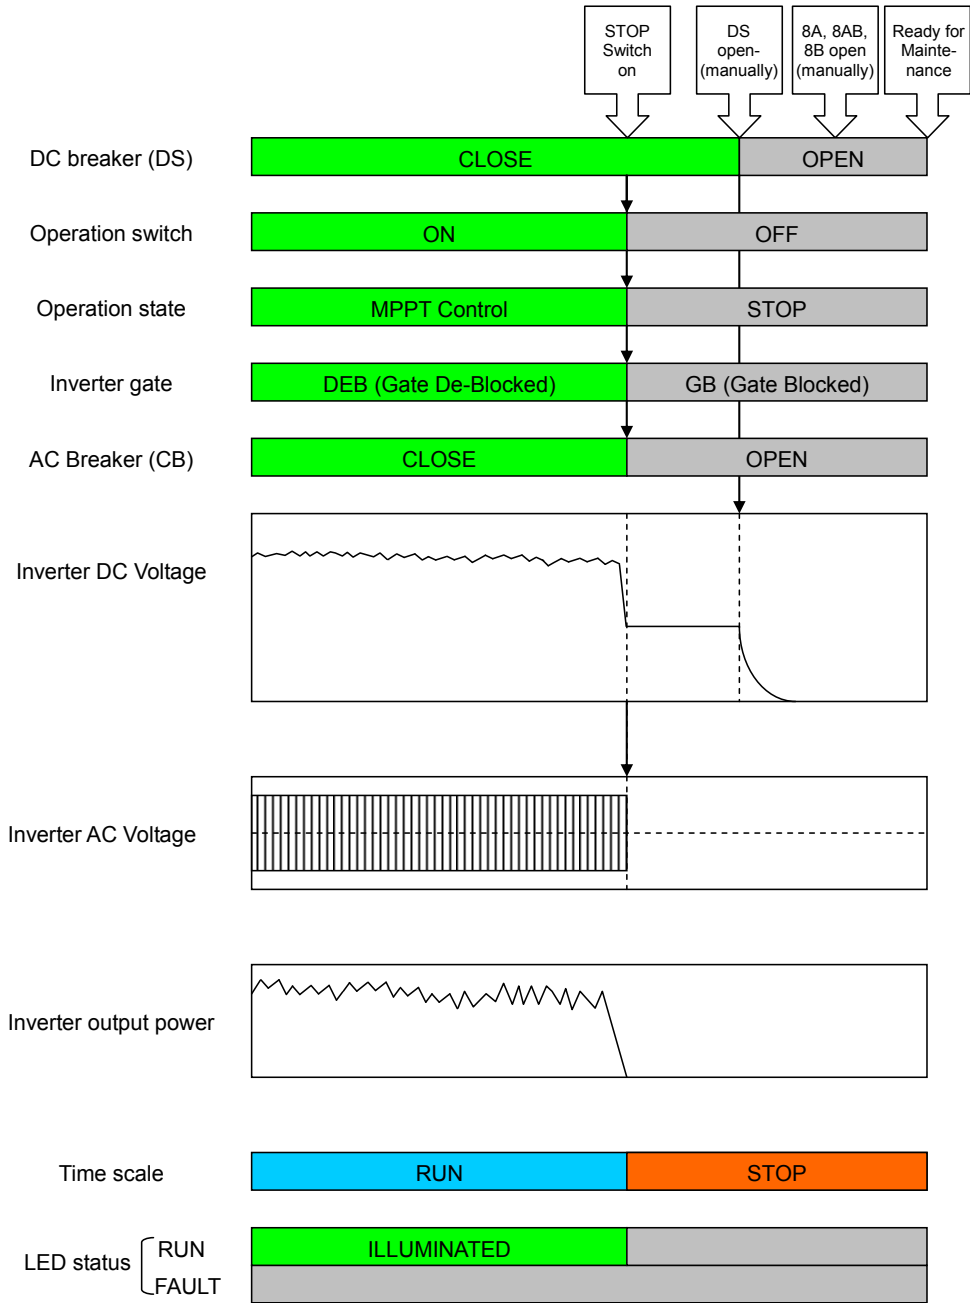 STOP
Switch
on
DS
open-
(manually)
8A, 8AB,
8B open
(manually)
Ready for
Mainte-
nance
DC breaker (DS)
CLOSE
OPEN
Operation switch
ON
OFF
Operation state
MPPT Control
STOP
Inverter gate
DEB (Gate De-Blocked)
GB (Gate Blocked)
AC Breaker (CB)
CLOSE
OPEN
Inverter DC Voltage
Inverter AC Voltage
Inverter output power
Time scale
RUN
STOP
LED status
RUN
ILLUMINATED
FAULT